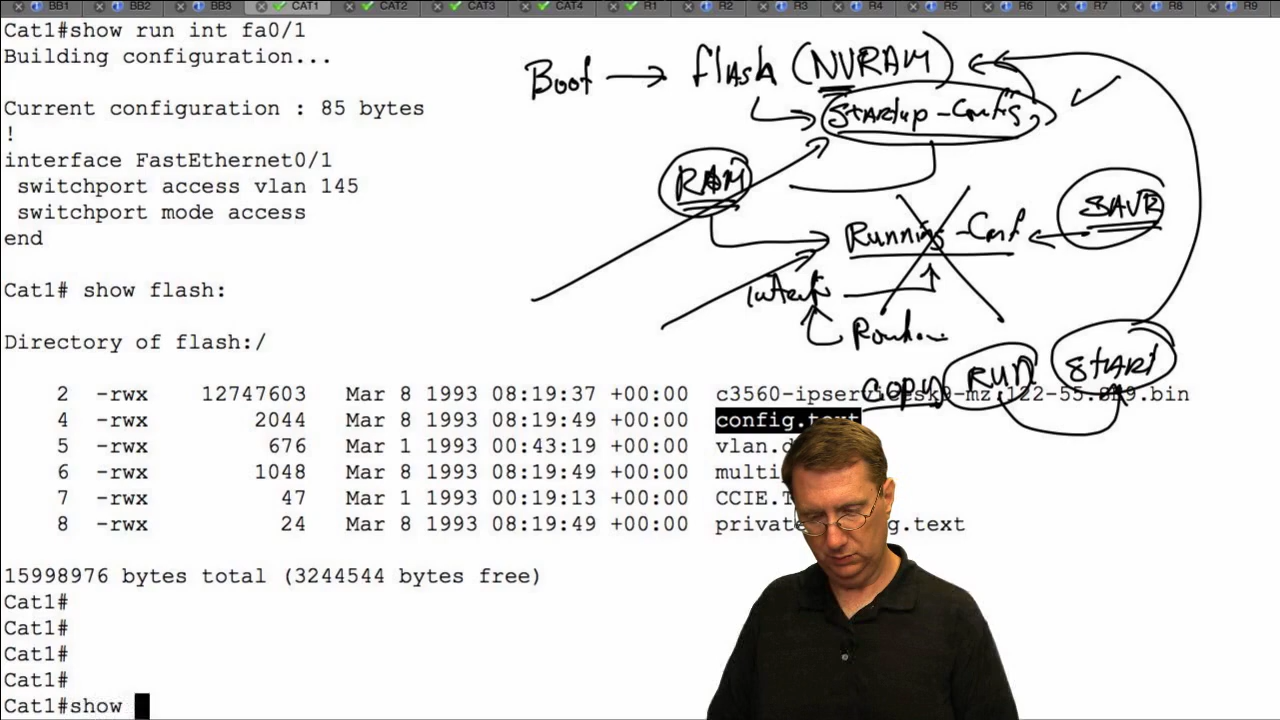 BB1 BB2 BB3 CAT1 CAT2 CAT3 CAT4 R1 R2 R3 R4 R5 R6 R7 R8 R9
Cat1#show run int fa0/1
Building configuration...
Current configuration : 85 bytes
!
interface FastEthernet0/1
switchport access vlan 145
switchport mode access
end
Cat1# show flash:
Directory of flash:/
2 -rwx 12747603 Mar 8 1993 08:19:37 +00:00
4 -rwx 2044 Mar 8 1993 08:19:49 +00:00 config.text
5 -rwx 676 Mar 1 1993 00:43:19 +00:00 vlan.d
6 -rwx 1048 Mar 8 1993 08:19:49 +00:00 multi
7 -rwx 47 Mar 1 1993 00:19:13 +00:00 CCIE.T
8 -rwx 24 Mar 8 1993 08:19:49 +00:00 private g.text
15998976 bytes total (3244544 bytes free)
Cat1#
Cat1#
Cat1#
Cat1#
Cat1#show
Boot flash (NVRAM)
Startup-Config
RAM
Running-Conf SAVE
copy RUN START